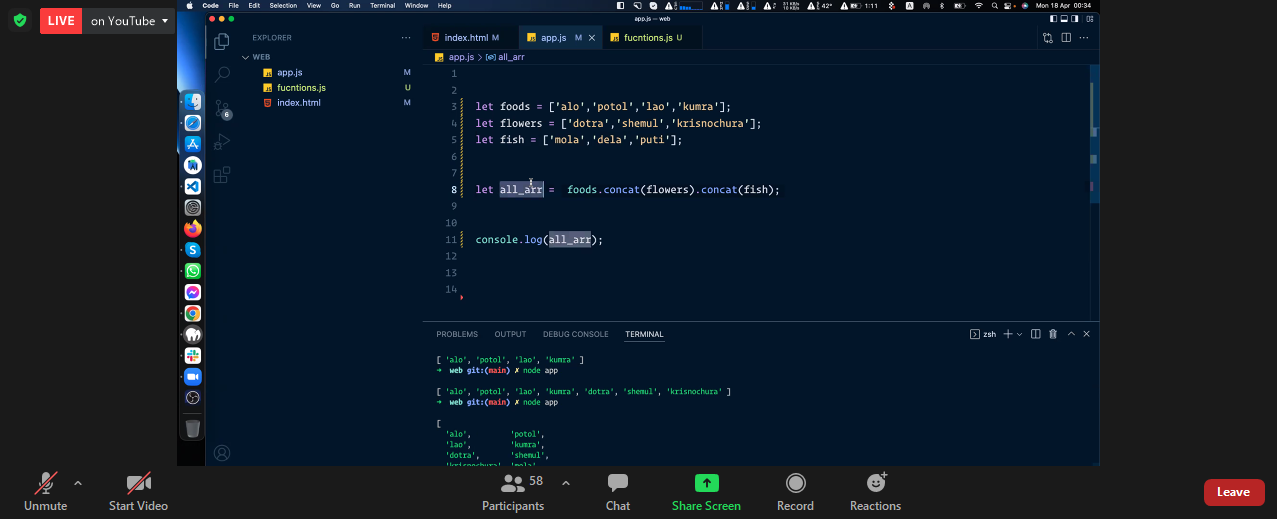 LIVE on YouTube
Code File Edit Selection View Go Run Terminal Window Help 42° 1:11 Mon 18 Apr 00:34
app.js — web
EXPLORER
WEB
app.js M
fucntions.js U
index.html M
6
index.html M app.js M fucntions.js U
app.js > all_arr
1
2
3 let foods = ['alo','potol','lao','kumra'];
4 let flowers = ['dotra','shemul','krisnochura'];
5 let fish = ['mola','dela','puti'];
6
7
8 let all_arr = foods.concat(flowers).concat(fish);
9
10
11 console.log(all_arr);
12
13
14
PROBLEMS OUTPUT DEBUG CONSOLE TERMINAL zsh
[ 'alo', 'potol', 'lao', 'kumra' ]
→ web git:(main) ✗ node app
[ 'alo', 'potol', 'lao', 'kumra', 'dotra', 'shemul', 'krisnochura' ]
→ web git:(main) ✗ node app
[
'alo', 'potol',
'lao', 'kumra',
'dotra', 'shemul',
'krisnochura', 'mola',
Unmute Start Video Participants 58 Chat Share Screen Record Reactions Leave